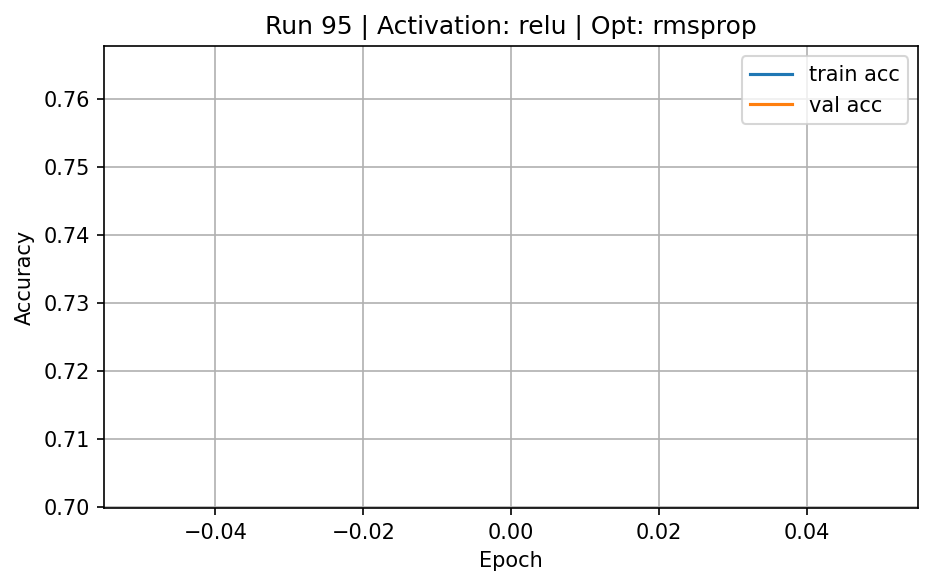 Run 95 | Activation: relu | Opt: rmsprop
train acc
val acc
0.76
0.75
0.74
0.73
0.72
0.71
0.70
Accuracy
−0.04
−0.02
0.00
0.02
0.04
Epoch